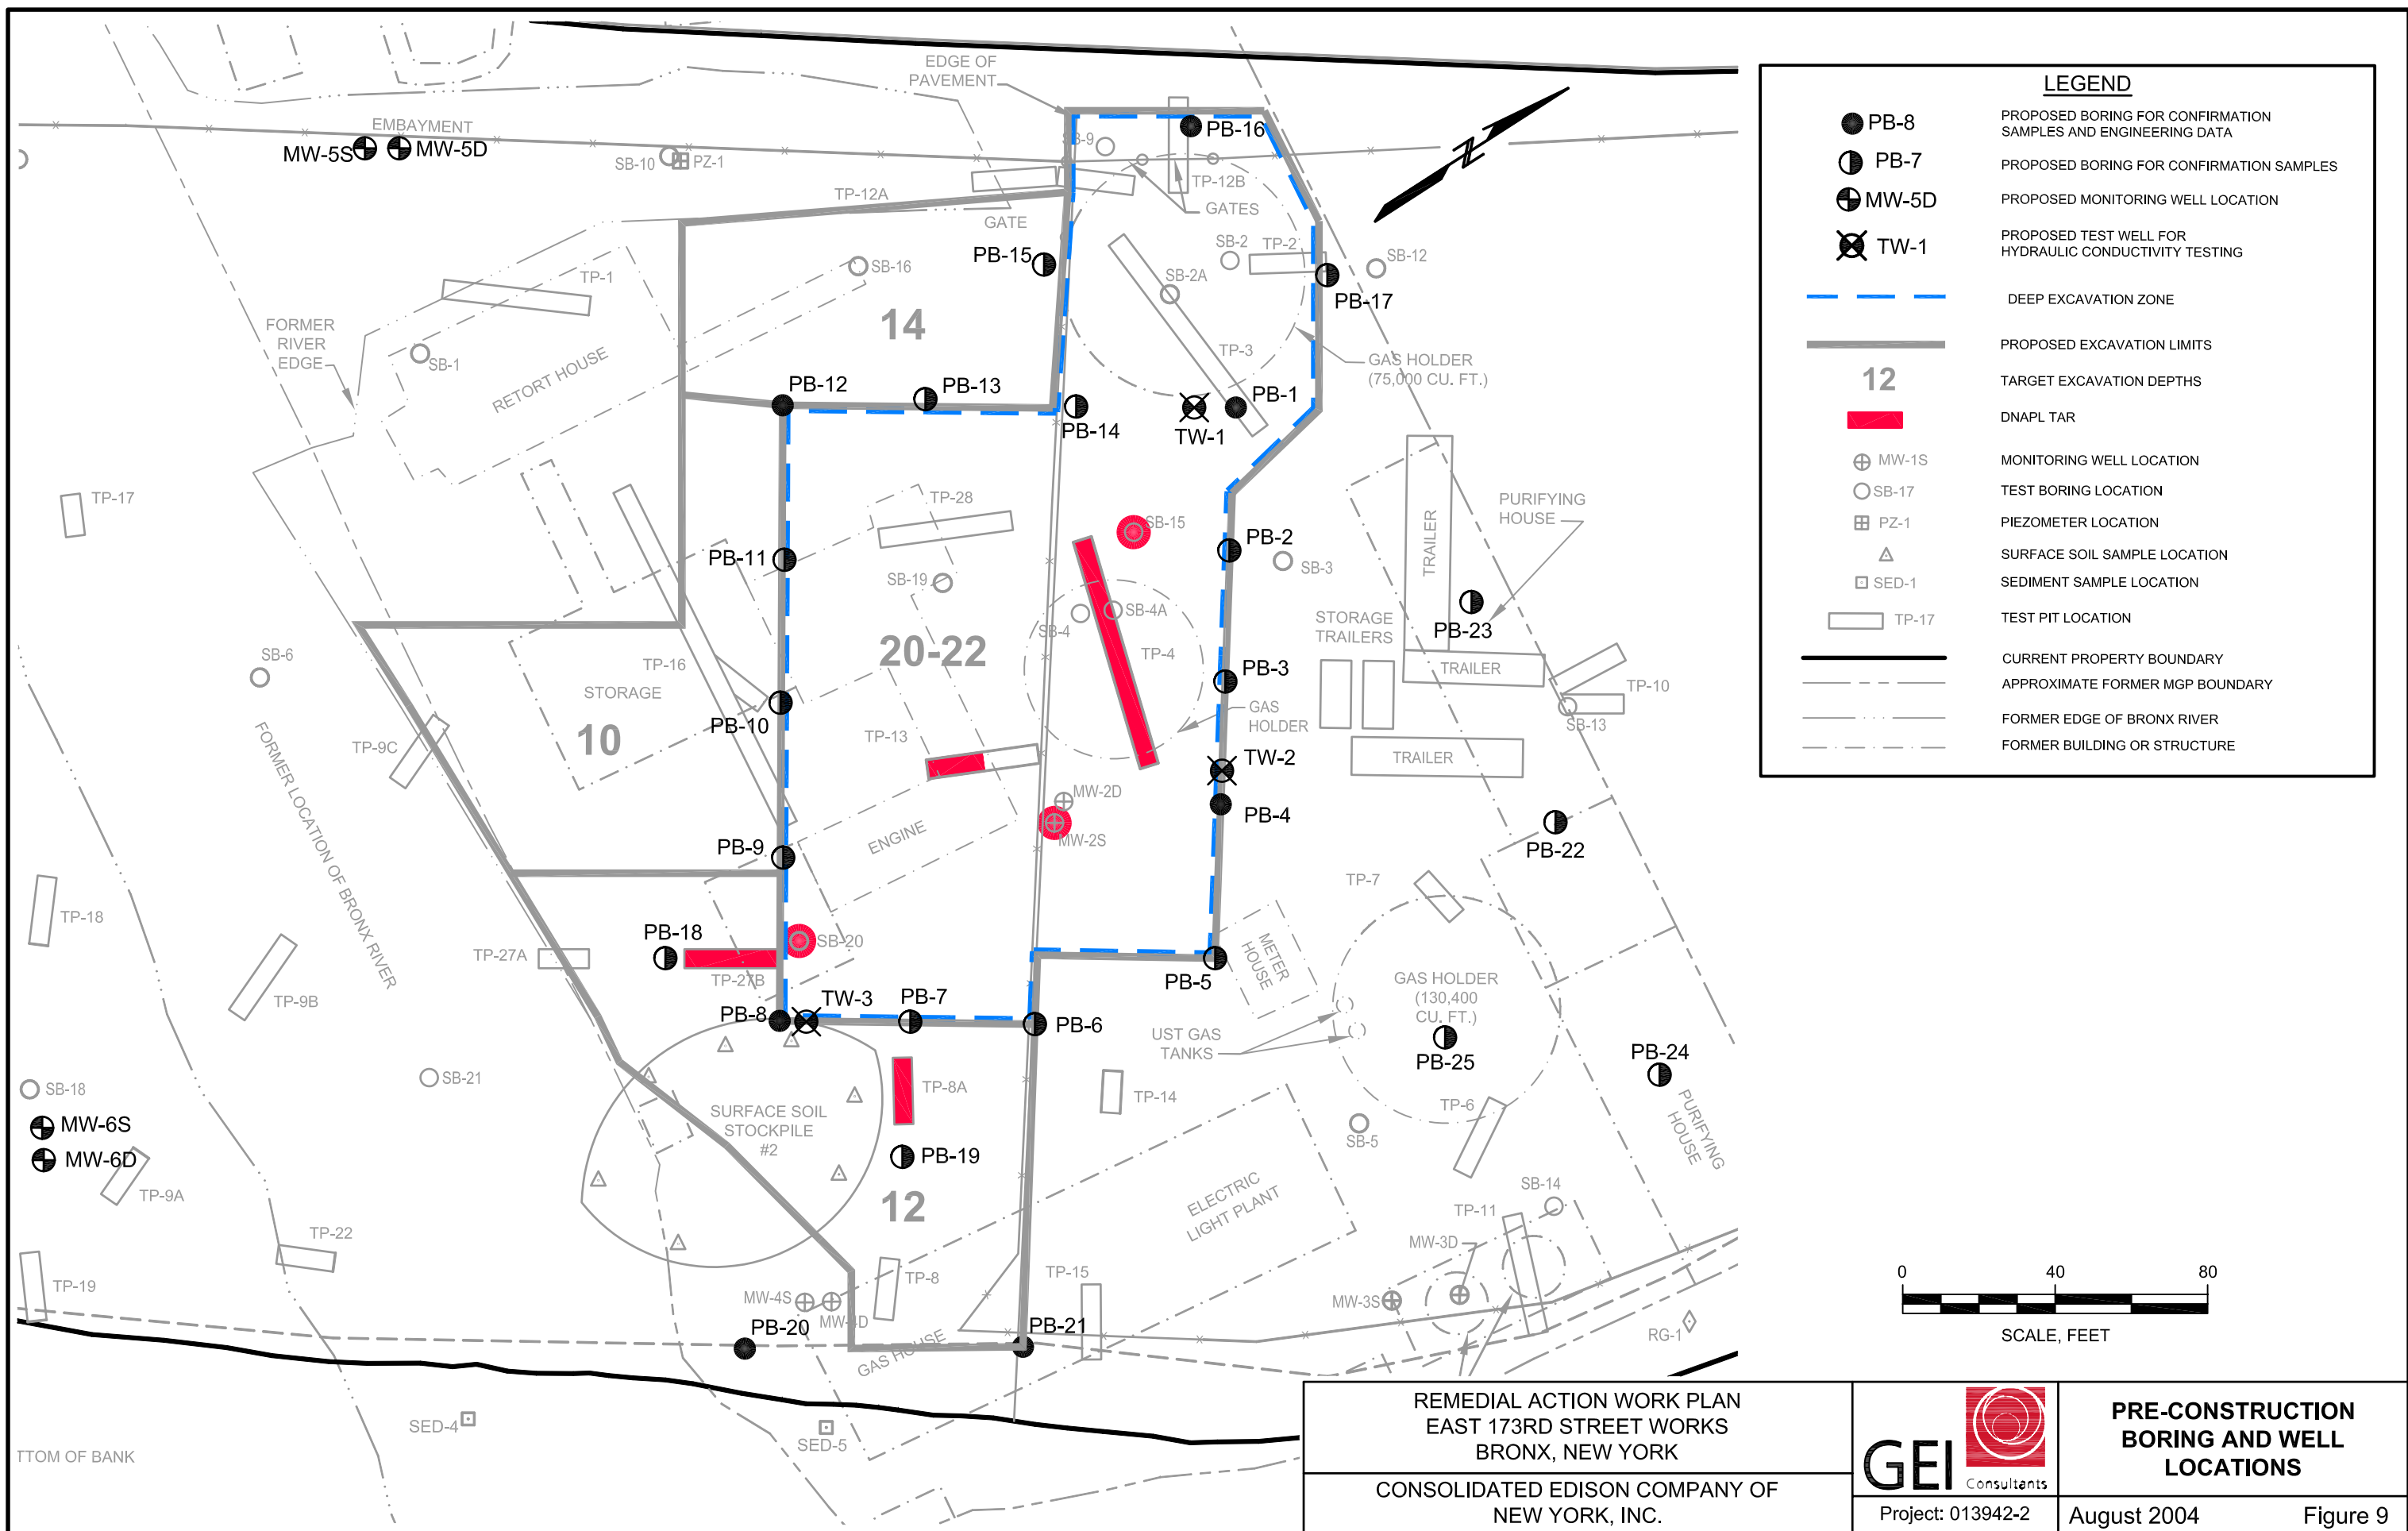 EDGE OF
PAVEMENT
EMBAYMENT
MW-5S
MW-5D
SB-10
PZ-1
SB-9
PB-16
TP-12B
GATES
TP-12A
GATE
PB-15
SB-2
TP-2
SB-12
SB-2A
PB-17
SB-16
TP-1
14
FORMER
RIVER
EDGE
SB-1
RETORT HOUSE
TP-3
GAS HOLDER
(75,000 CU. FT.)
PB-12
PB-13
PB-14
TW-1
PB-1
TP-17
TP-28
SB-15
PURIFYING
HOUSE
TRAILER
PB-11
PB-2
SB-3
SB-19
SB-4
SB-4A
STORAGE
TRAILERS
PB-23
SB-6
20-22
TP-4
TP-16
STORAGE
PB-3
TRAILER
TP-10
SB-13
PB-10
GAS
HOLDER
10
TP-9C
TP-13
TW-2
TRAILER
MW-2D
MW-2S
PB-4
FORMER LOCATION OF BRONX RIVER
ENGINE
PB-9
PB-22
TP-7
TP-18
PB-18
SB-20
TP-27A
TP-27B
METER
HOUSE
PB-5
GAS HOLDER
(130,400
CU. FT.)
TP-9B
TW-3
PB-7
PB-8
PB-6
UST GAS
TANKS
PB-25
PB-24
SB-18
SB-21
TP-8A
TP-14
MW-6S
MW-6D
SURFACE SOIL
STOCKPILE
#2
TP-6
SB-5
PURIFYING
HOUSE
PB-19
TP-9A
12
ELECTRIC
LIGHT PLANT
SB-14
TP-11
TP-22
MW-3D
TP-19
TP-8
TP-15
MW-4S
MW-4D
MW-3S
RG-1
PB-20
PB-21
GAS HOUSE
SED-4
SED-5
TTOM OF BANK
LEGEND
PB-8
PROPOSED BORING FOR CONFIRMATION
SAMPLES AND ENGINEERING DATA
PB-7
PROPOSED BORING FOR CONFIRMATION SAMPLES
MW-5D
PROPOSED MONITORING WELL LOCATION
TW-1
PROPOSED TEST WELL FOR
HYDRAULIC CONDUCTIVITY TESTING
DEEP EXCAVATION ZONE
PROPOSED EXCAVATION LIMITS
12
TARGET EXCAVATION DEPTHS
DNAPL TAR
MW-1S
MONITORING WELL LOCATION
SB-17
TEST BORING LOCATION
PZ-1
PIEZOMETER LOCATION
SURFACE SOIL SAMPLE LOCATION
SED-1
SEDIMENT SAMPLE LOCATION
TP-17
TEST PIT LOCATION
CURRENT PROPERTY BOUNDARY
APPROXIMATE FORMER MGP BOUNDARY
FORMER EDGE OF BRONX RIVER
FORMER BUILDING OR STRUCTURE
N
0 40 80
SCALE, FEET
REMEDIAL ACTION WORK PLAN
EAST 173RD STREET WORKS
BRONX, NEW YORK
CONSOLIDATED EDISON COMPANY OF
NEW YORK, INC.
GEI
Consultants
Project: 013942-2
PRE-CONSTRUCTION
BORING AND WELL
LOCATIONS
August 2004
Figure 9